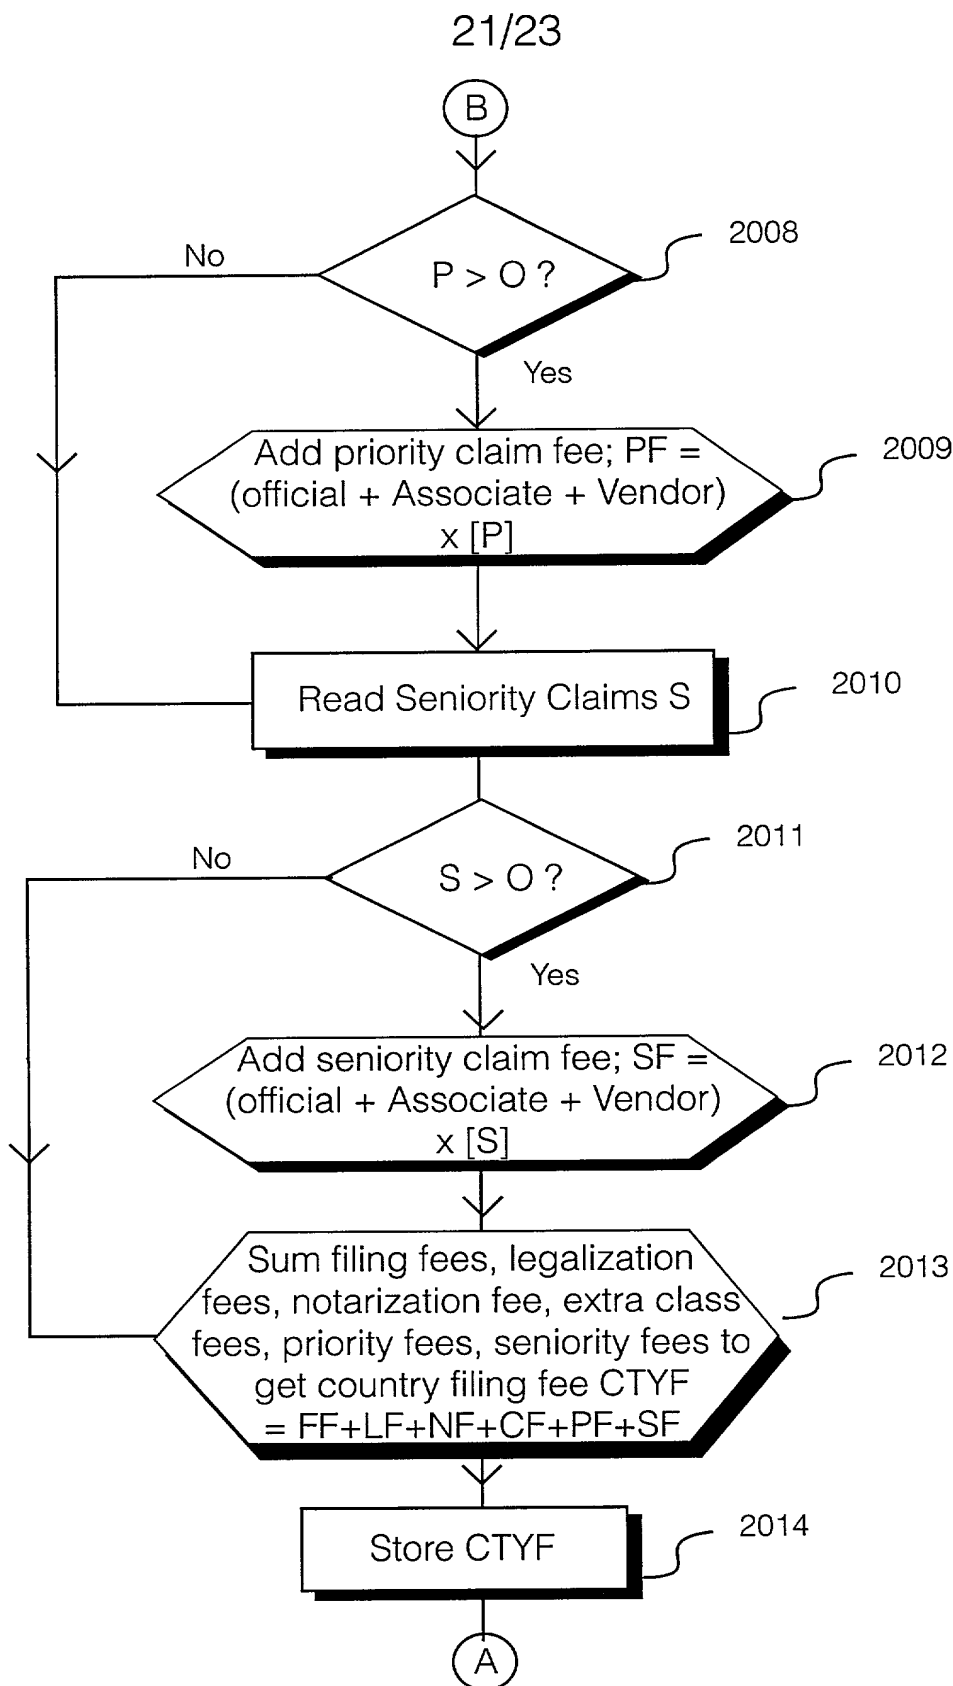 21/23
B
P > O ?
2008
No
Yes
Add priority claim fee; PF =
(official + Associate + Vendor)
x [P]
2009
Read Seniority Claims S
2010
S > O ?
2011
No
Yes
Add seniority claim fee; SF =
(official + Associate + Vendor)
x [S]
2012
Sum filing fees, legalization
fees, notarization fee, extra class
fees, priority fees, seniority fees to
get country filing fee CTYF
= FF+LF+NF+CF+PF+SF
2013
Store CTYF
2014
A